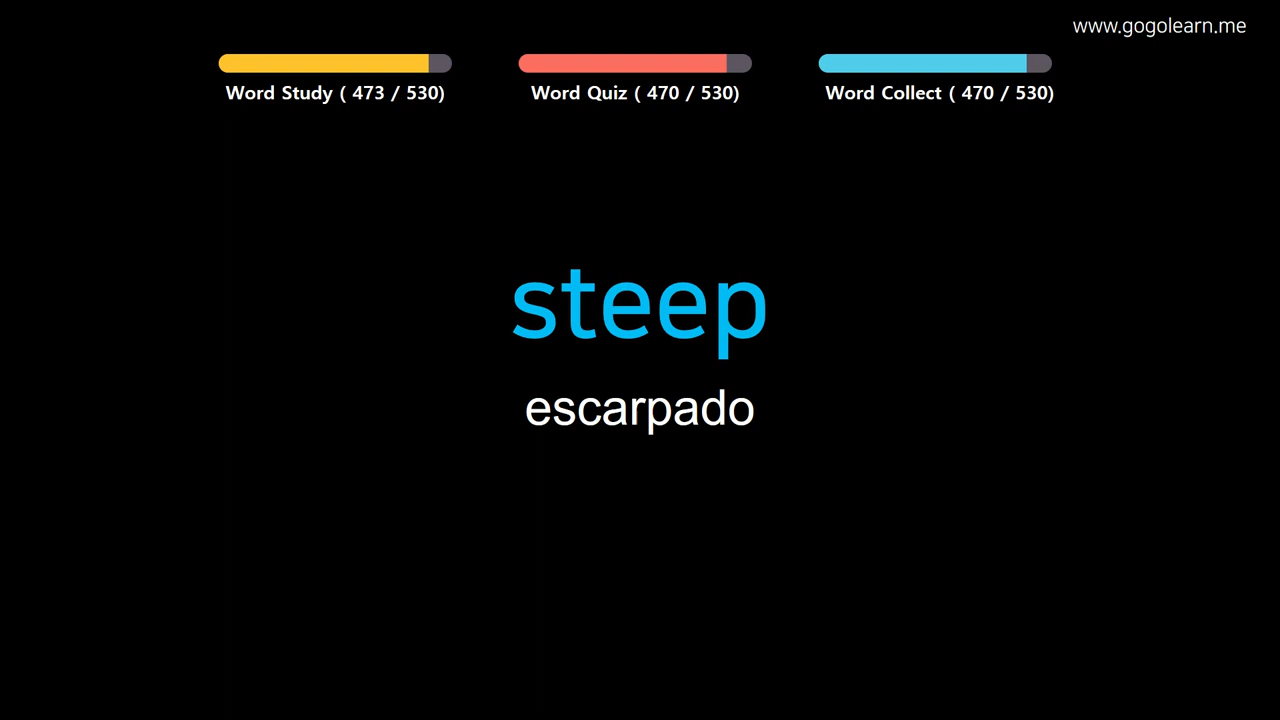 www.gogolearn.me
Word Study ( 473 / 530)
Word Quiz ( 470 / 530)
Word Collect ( 470 / 530)
steep
escarpado